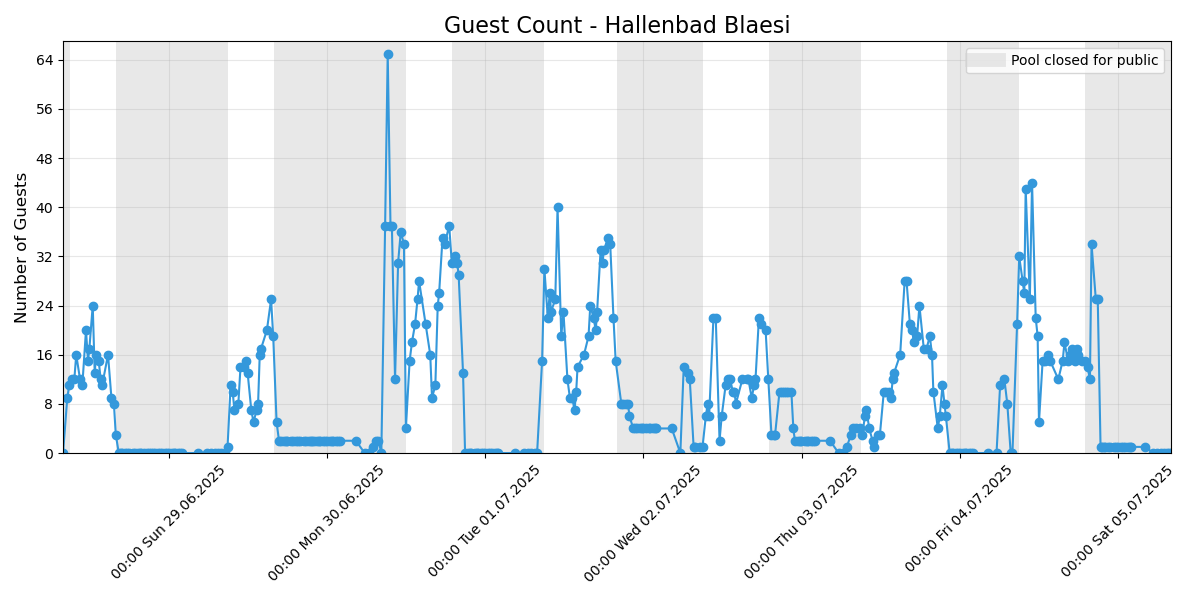 Guest Count - Hallenbad Blaesi
Pool closed for public
Number of Guests
64
56
48
40
32
24
16
8
0
00:00 Sun 29.06.2025
00:00 Mon 30.06.2025
00:00 Tue 01.07.2025
00:00 Wed 02.07.2025
00:00 Thu 03.07.2025
00:00 Fri 04.07.2025
00:00 Sat 05.07.2025